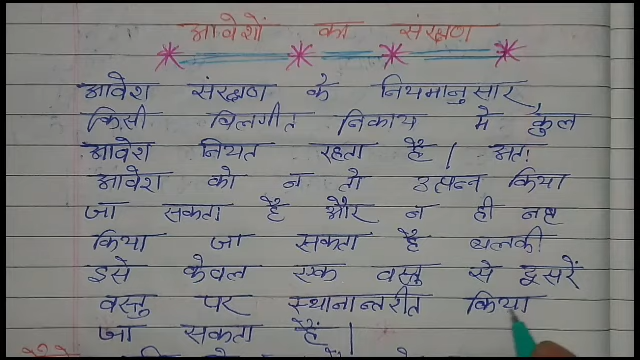 आवेशों का संरक्षण
आवेश संरक्षण के नियमानुसार
किसी विलगीत निकाय मे कुल
आवेश नियत रहता है। अतः
आवेश को न तो उत्पन्न किया
जा सकता है और न ही नष्ट
किया जा सकता है बलकी
इसे केवल एक वस्तु से दूसरें
वस्तु पर स्थानान्तरीत किया
जा सकता हैं।